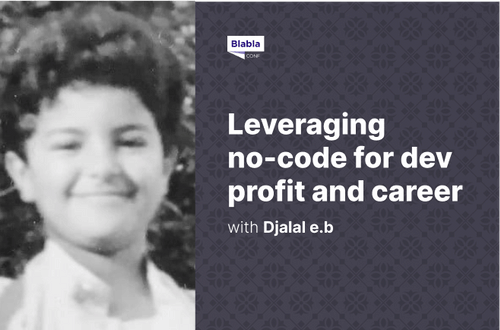 Blabla
CONF
Leveraging
no-code for dev
profit and career
with Djalal e.b